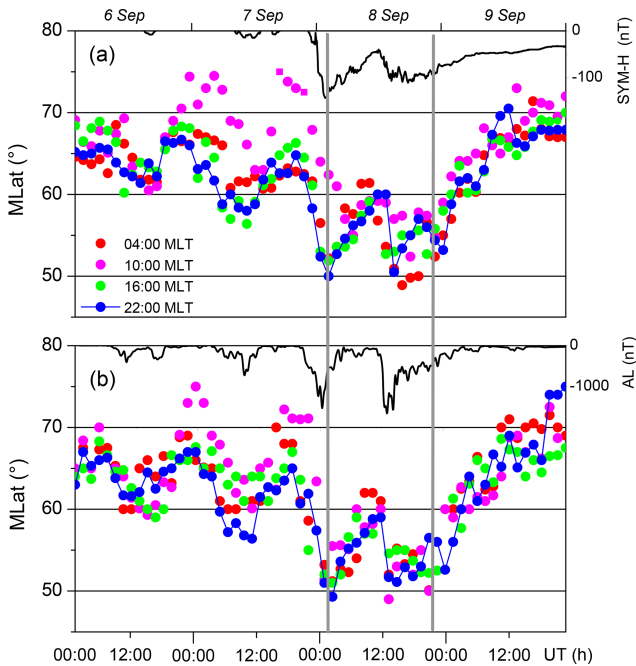 6 Sep 7 Sep 8 Sep 9 Sep
80 (a) 0
SYM-H (nT)
-100
70
MLat (°)
60
04:00 MLT
10:00 MLT
50
16:00 MLT
22:00 MLT
80 (b) 0
AL (nT)
-1000
70
MLat (°)
60
50
00:00 12:00 00:00 12:00 00:00 12:00 00:00 12:00 UT (h)